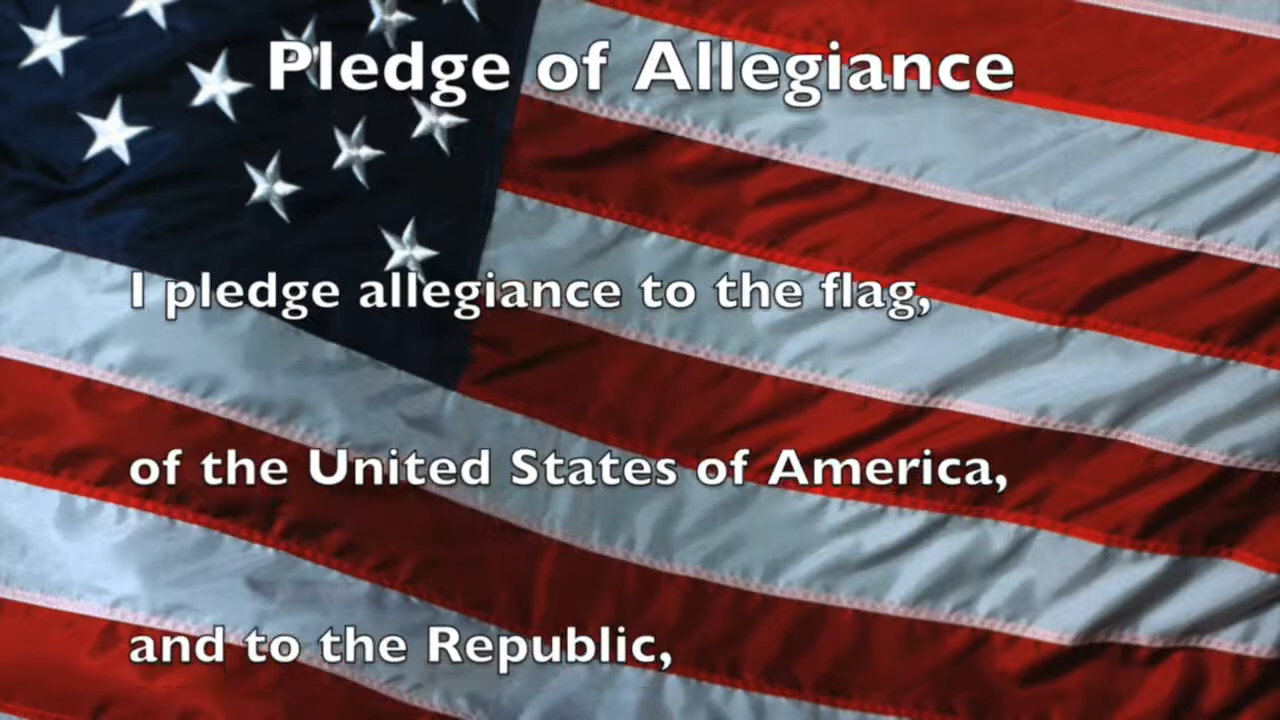 Pledge of Allegiance
I pledge allegiance to the flag,
of the United States of America,
and to the Republic,